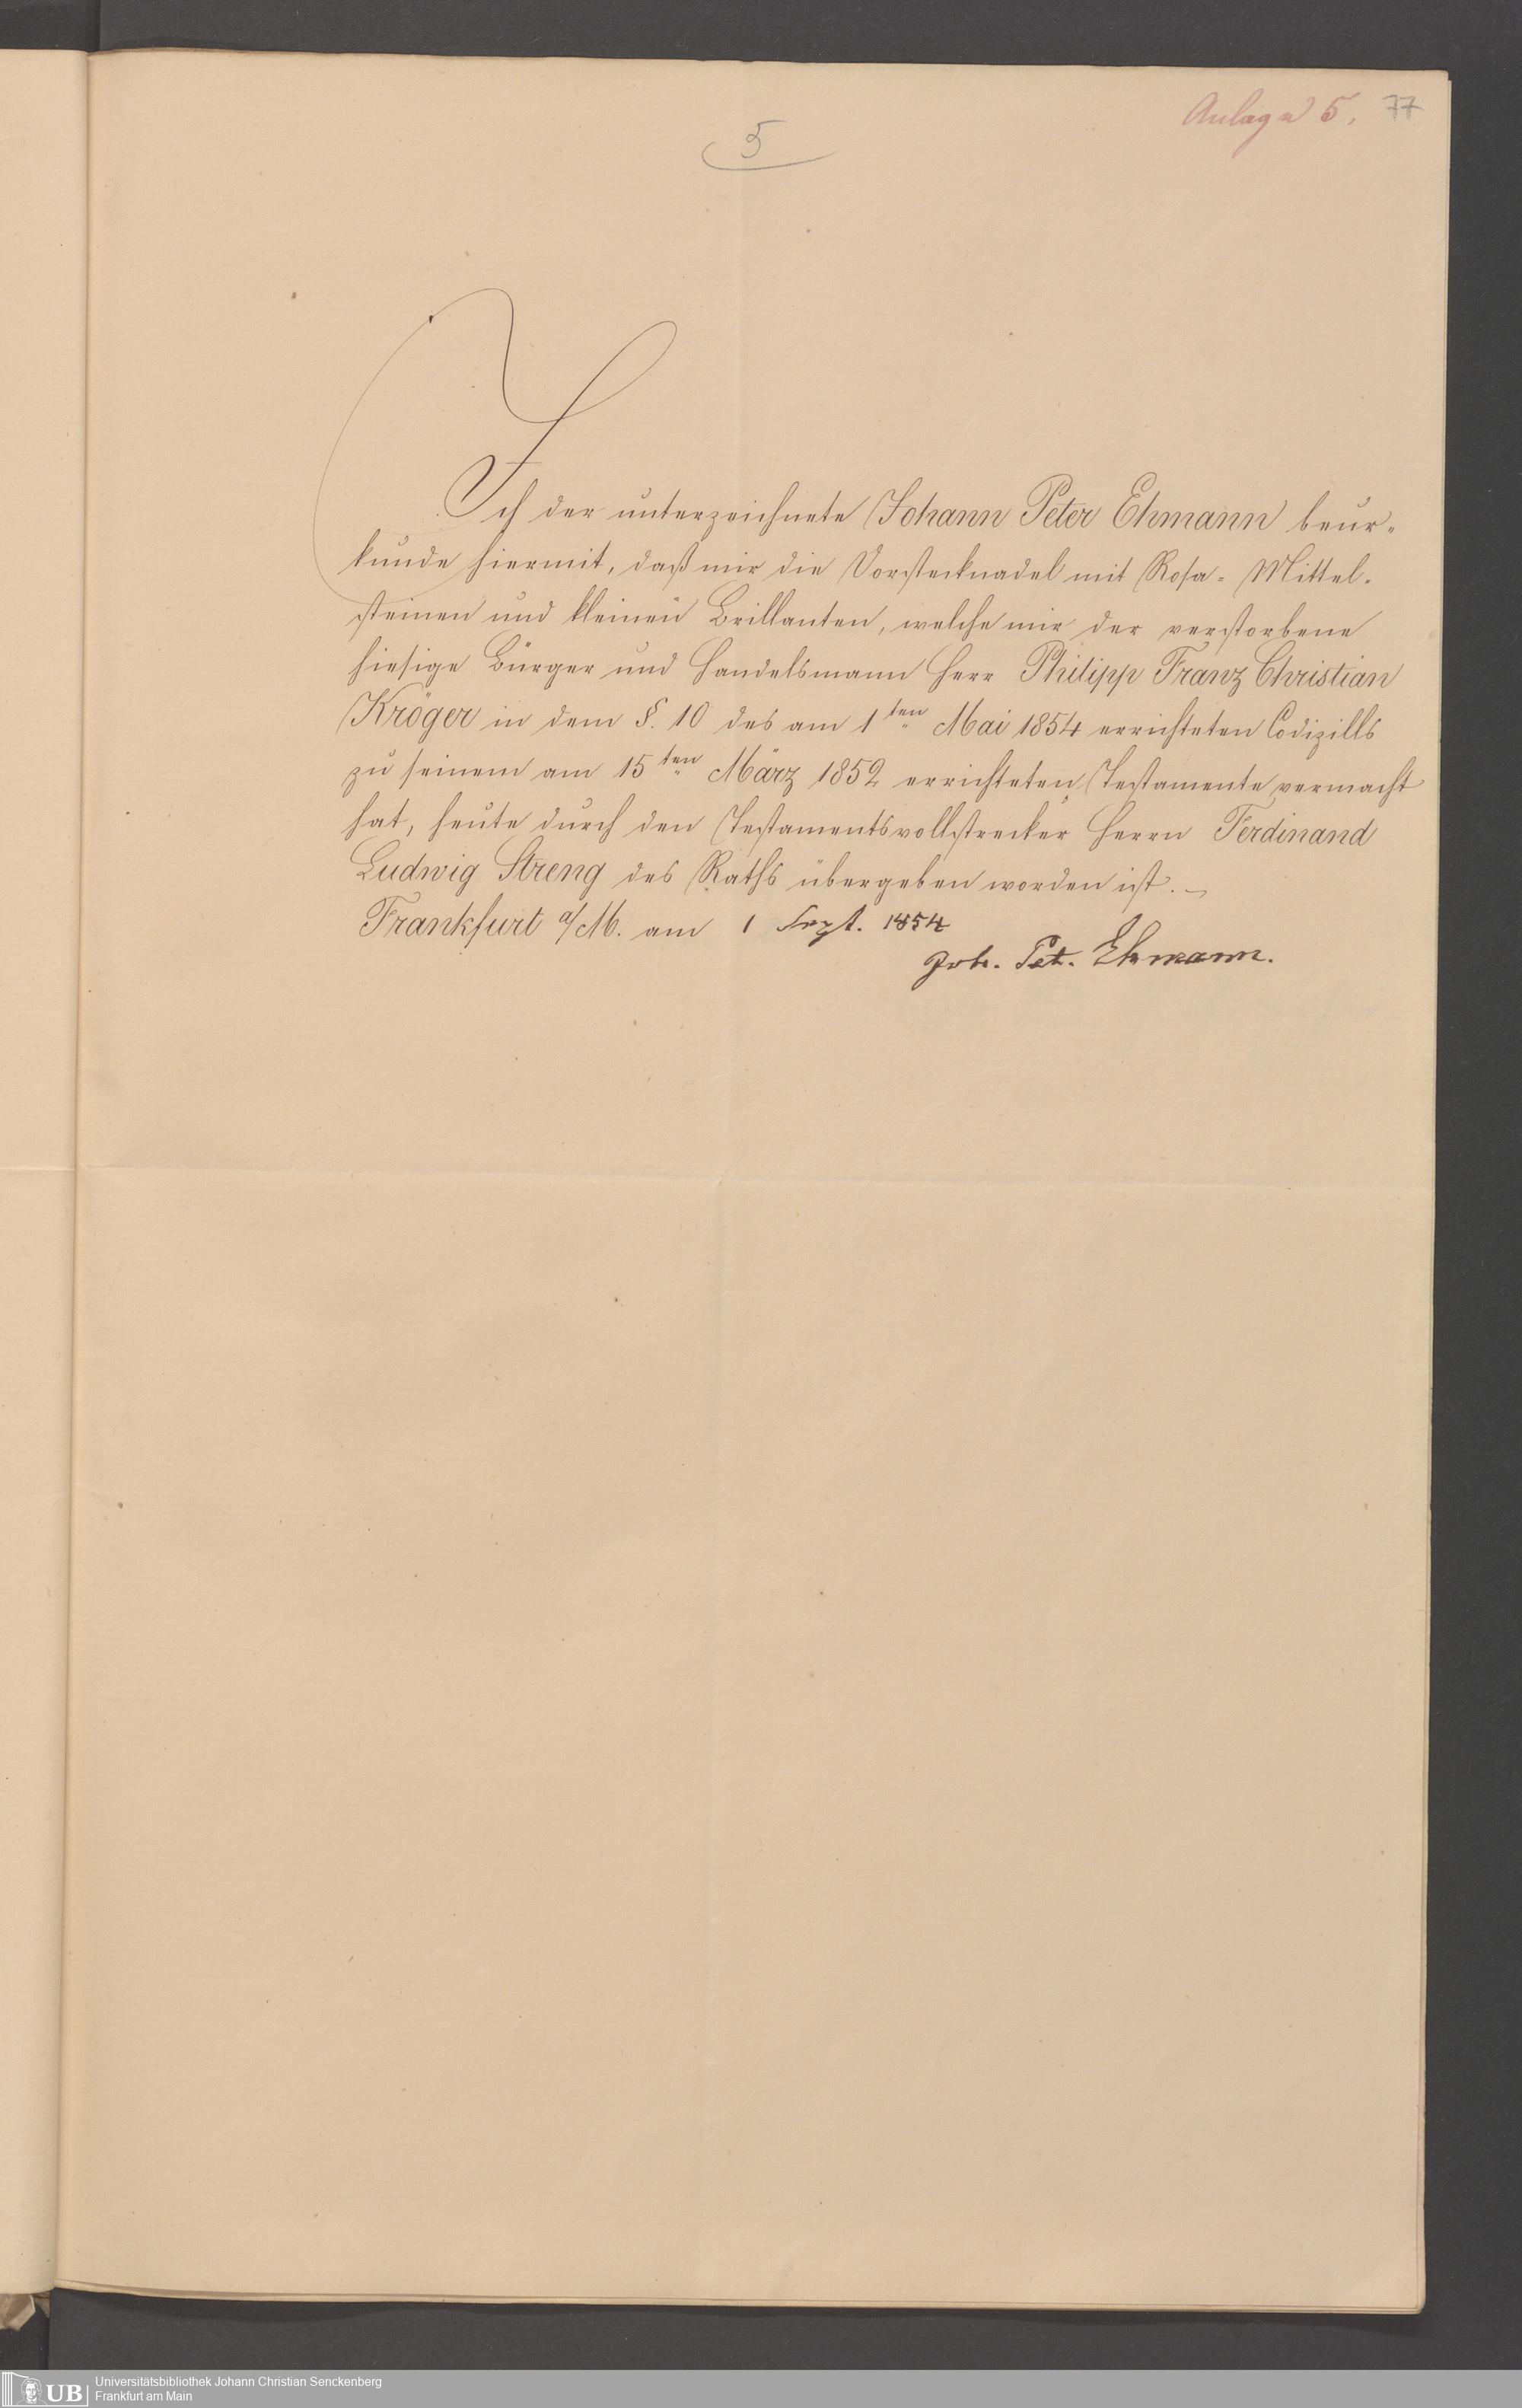 Anlage 5. 77
5
Ich der unterzeichnete Johann Peter Ehmann beur-
kunde hiermit, daß mir die Vorstecknadel mit Rosa-Mittel-
steinen und kleinen Brillanten, welche mir der verstorbene
hiesige Bürger und Handelsmann Herr Philipp Franz Christian
Kröger in dem §. 10 des am 1ten Mai 1854 errichteten Codizills
zu seinem am 15ten März 1852 errichteten Testamente vermacht
hat, heute durch den Testamentsvollstrecker Herrn Ferdinand
Ludwig Streng des Raths übergeben worden ist. –
Frankfurt a/M. am 1 Sept. 1854
Joh. Pet. Ehmann.
UB Universitätsbibliothek Johann Christian Senckenberg
Frankfurt am Main